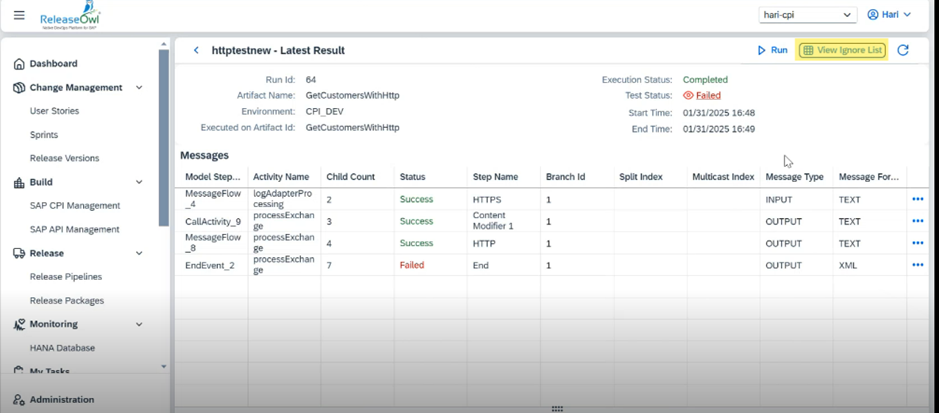 ReleaseOwl
hari-cpi
Hari
Dashboard
Change Management
User Stories
Sprints
Release Versions
Build
SAP CPI Management
SAP API Management
Release
Release Pipelines
Release Packages
Monitoring
HANA Database
My Tasks
Administration
httptestnew - Latest Result
Run
View Ignore List
Run Id: 64
Artifact Name: GetCustomersWithHttp
Environment: CPI_DEV
Executed on Artifact Id: GetCustomersWithHttp
Execution Status: Completed
Test Status: Failed
Start Time: 01/31/2025 16:48
End Time: 01/31/2025 16:49
Messages
Model Step... Activity Name Child Count Status Step Name Branch Id Split Index Multicast Index Message Type Message For...
MessageFlow_4 logAdapterProcessing 2 Success HTTPS 1 INPUT TEXT
CallActivity_9 processExchange 3 Success Content Modifier 1 1 OUTPUT TEXT
MessageFlow_8 processExchange 4 Success HTTP 1 OUTPUT TEXT
EndEvent_2 processExchange 7 Failed End 1 OUTPUT XML